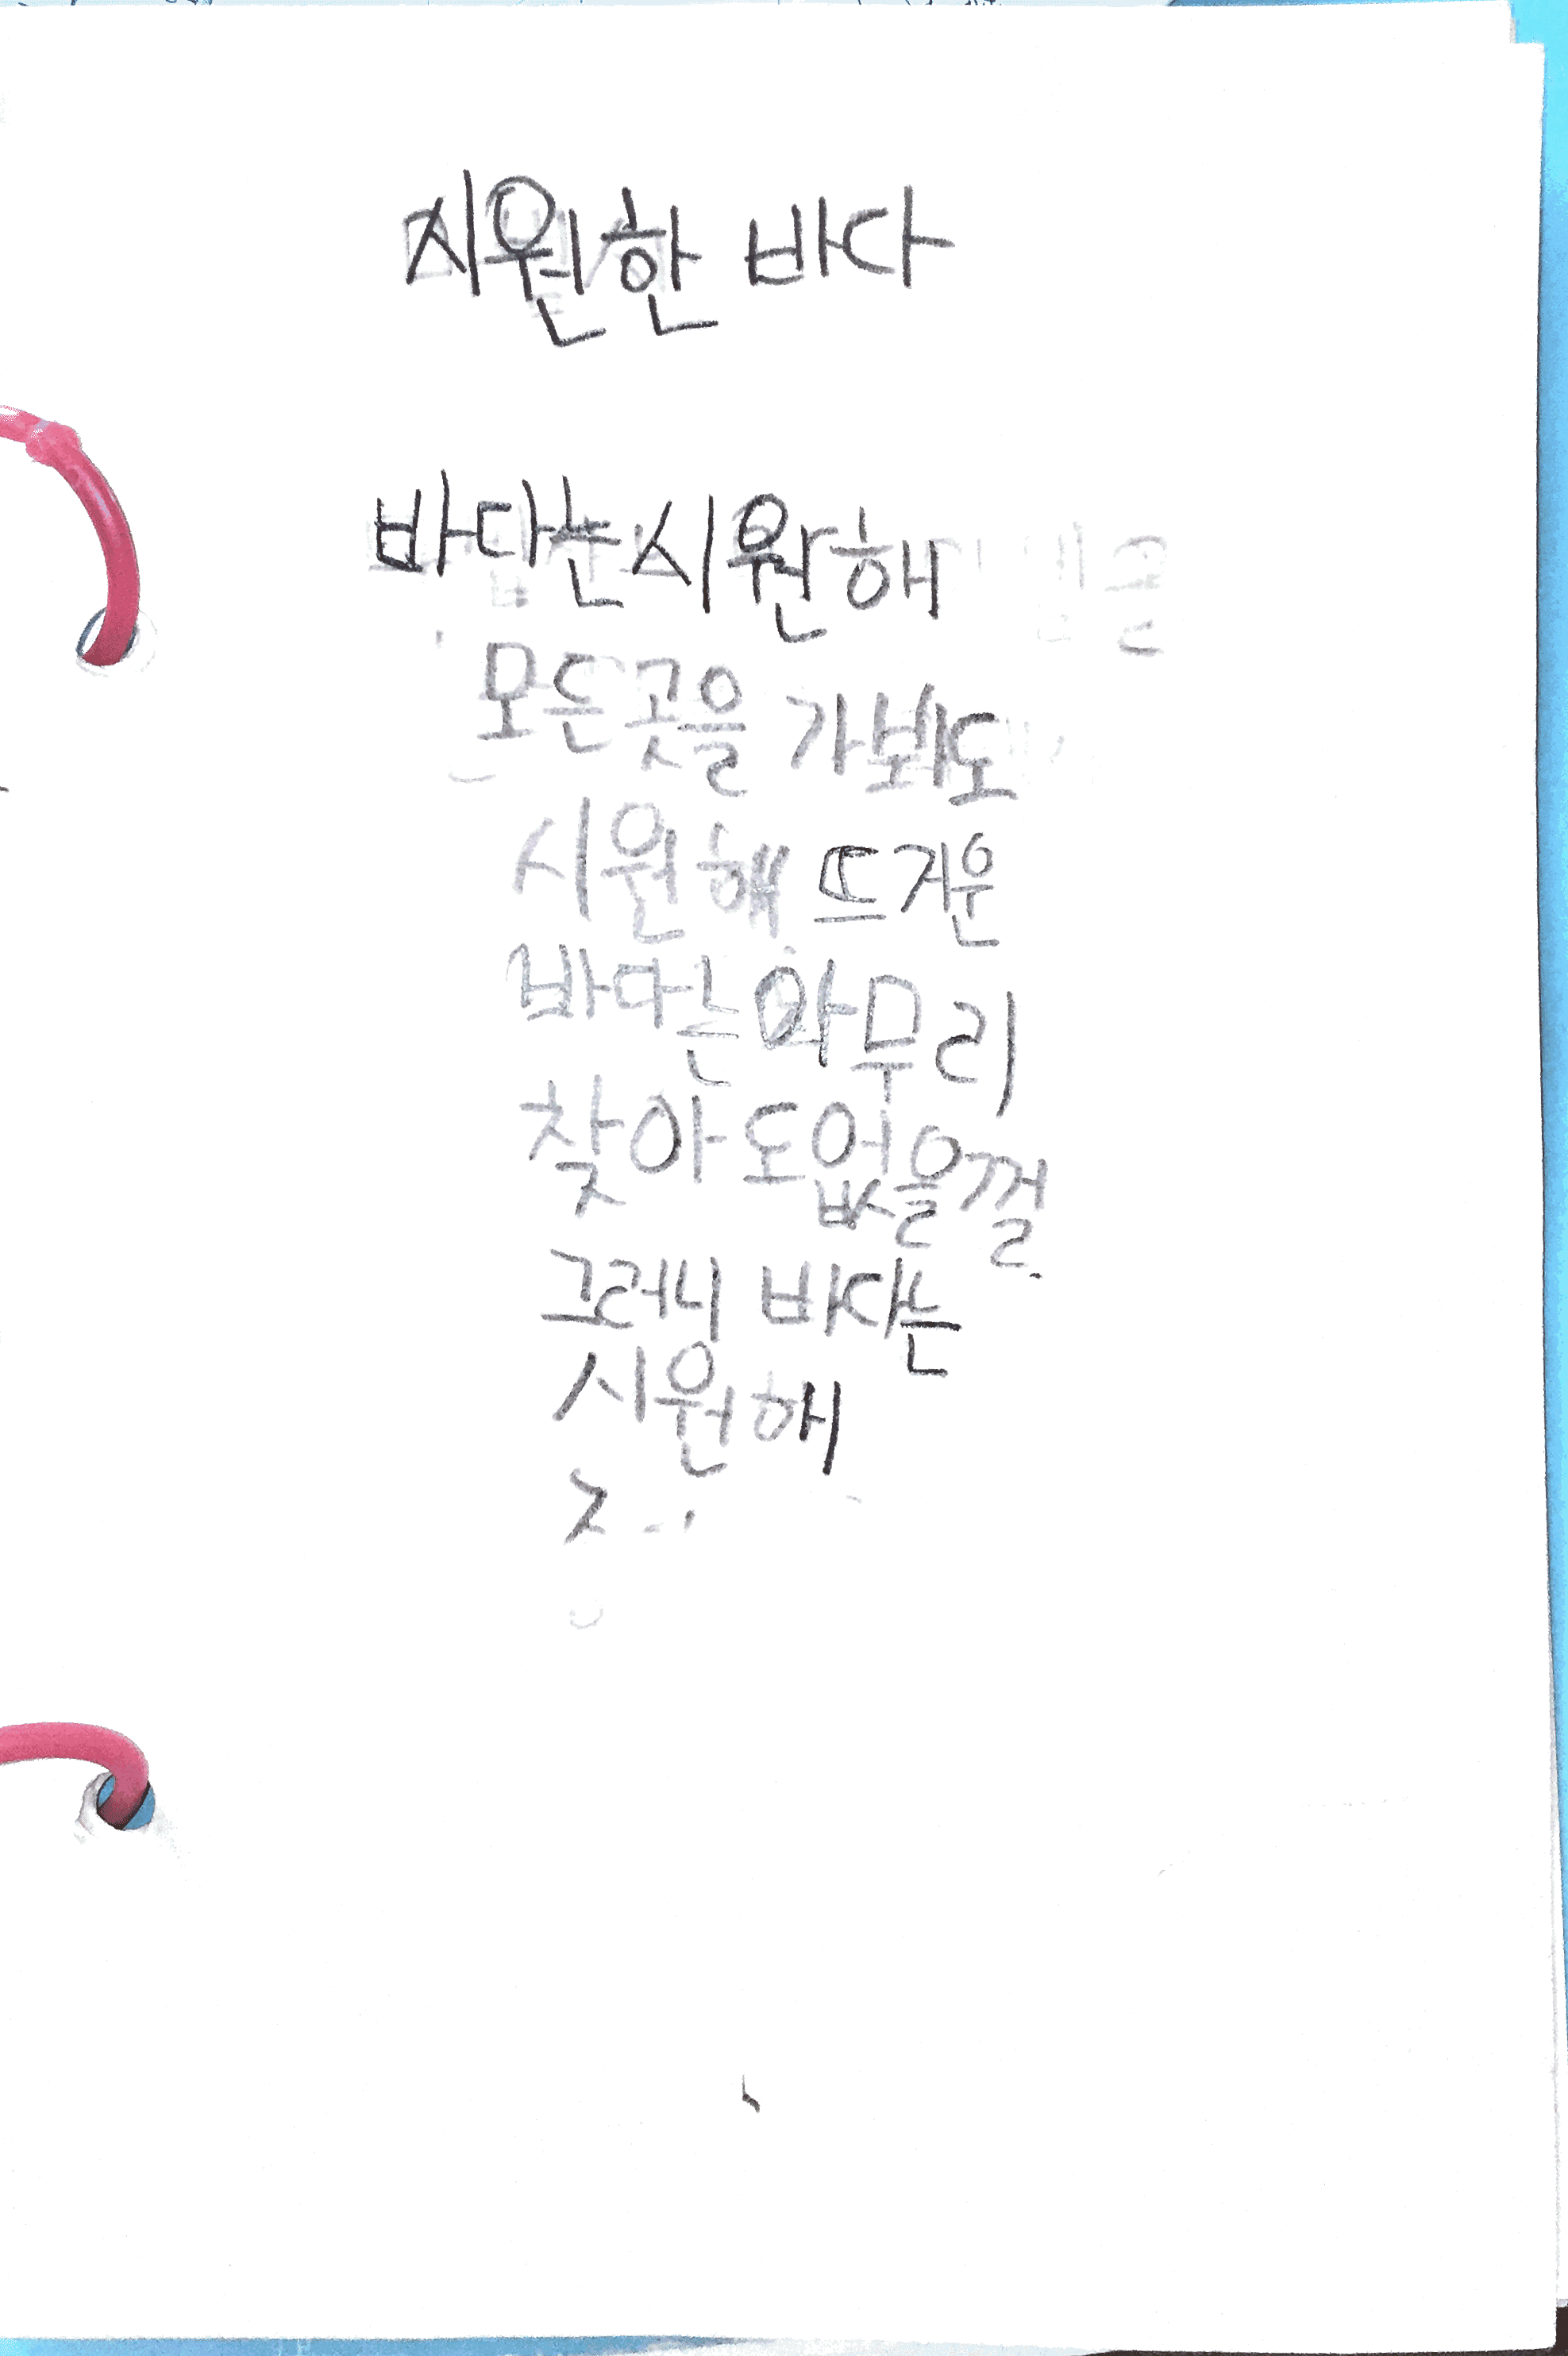 시원한 바다
바다는시원해
모든곳을 가봐도
시원해 뜨거운
바다는 아무리
찾아도없을껄
그러니 바다는
시원해